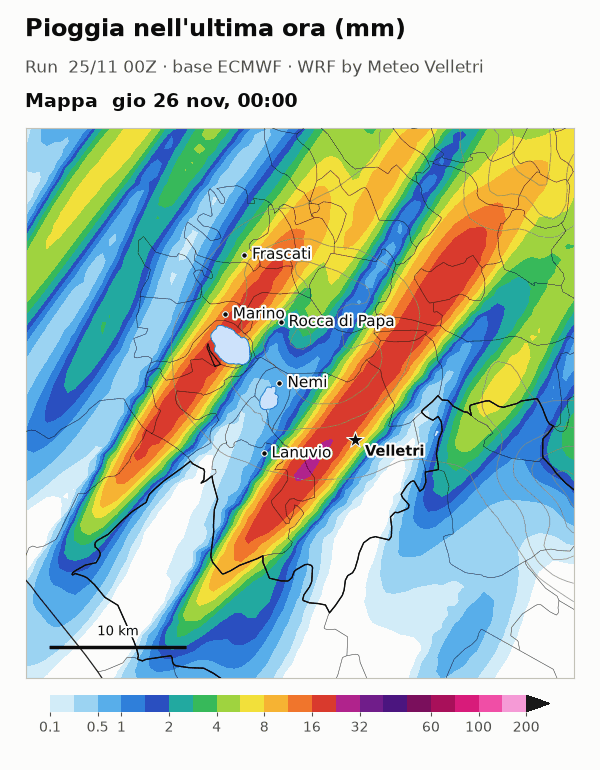 Pioggia nell'ultima ora (mm)
Run  25/11 00Z · base ECMWF · WRF by Meteo Velletri
Mappa  gio 26 nov, 00:00
Frascati
Marino
Rocca di Papa
Nemi
Velletri
Lanuvio
10 km
0.1 0.5 1 2 4 8 16 32 60 100 200